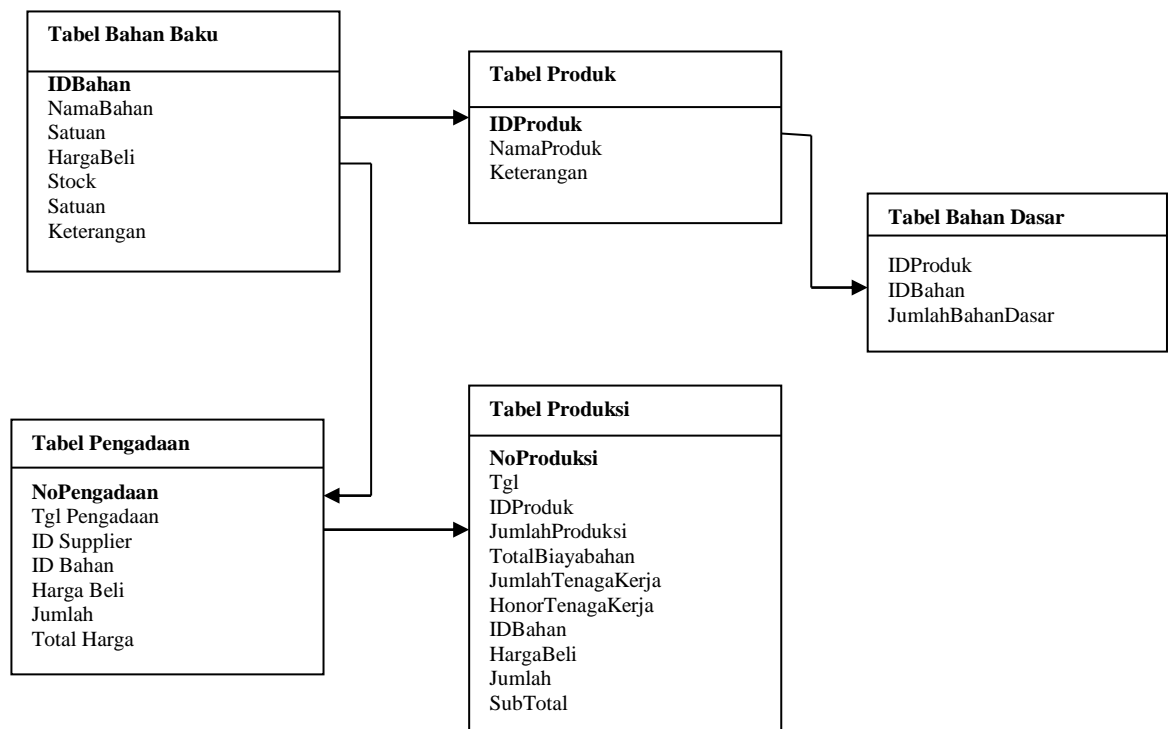 Tabel Bahan Baku
IDBahan
NamaBahan
Satuan
HargaBeli
Stock
Satuan
Keterangan
Tabel Produk
IDProduk
NamaProduk
Keterangan
Tabel Bahan Dasar
IDProduk
IDBahan
JumlahBahanDasar
Tabel Pengadaan
NoPengadaan
Tgl Pengadaan
ID Supplier
ID Bahan
Harga Beli
Jumlah
Total Harga
Tabel Produksi
NoProduksi
Tgl
IDProduk
JumlahProduksi
TotalBiayabahan
JumlahTenagaKerja
HonorTenagaKerja
IDBahan
HargaBeli
Jumlah
SubTotal